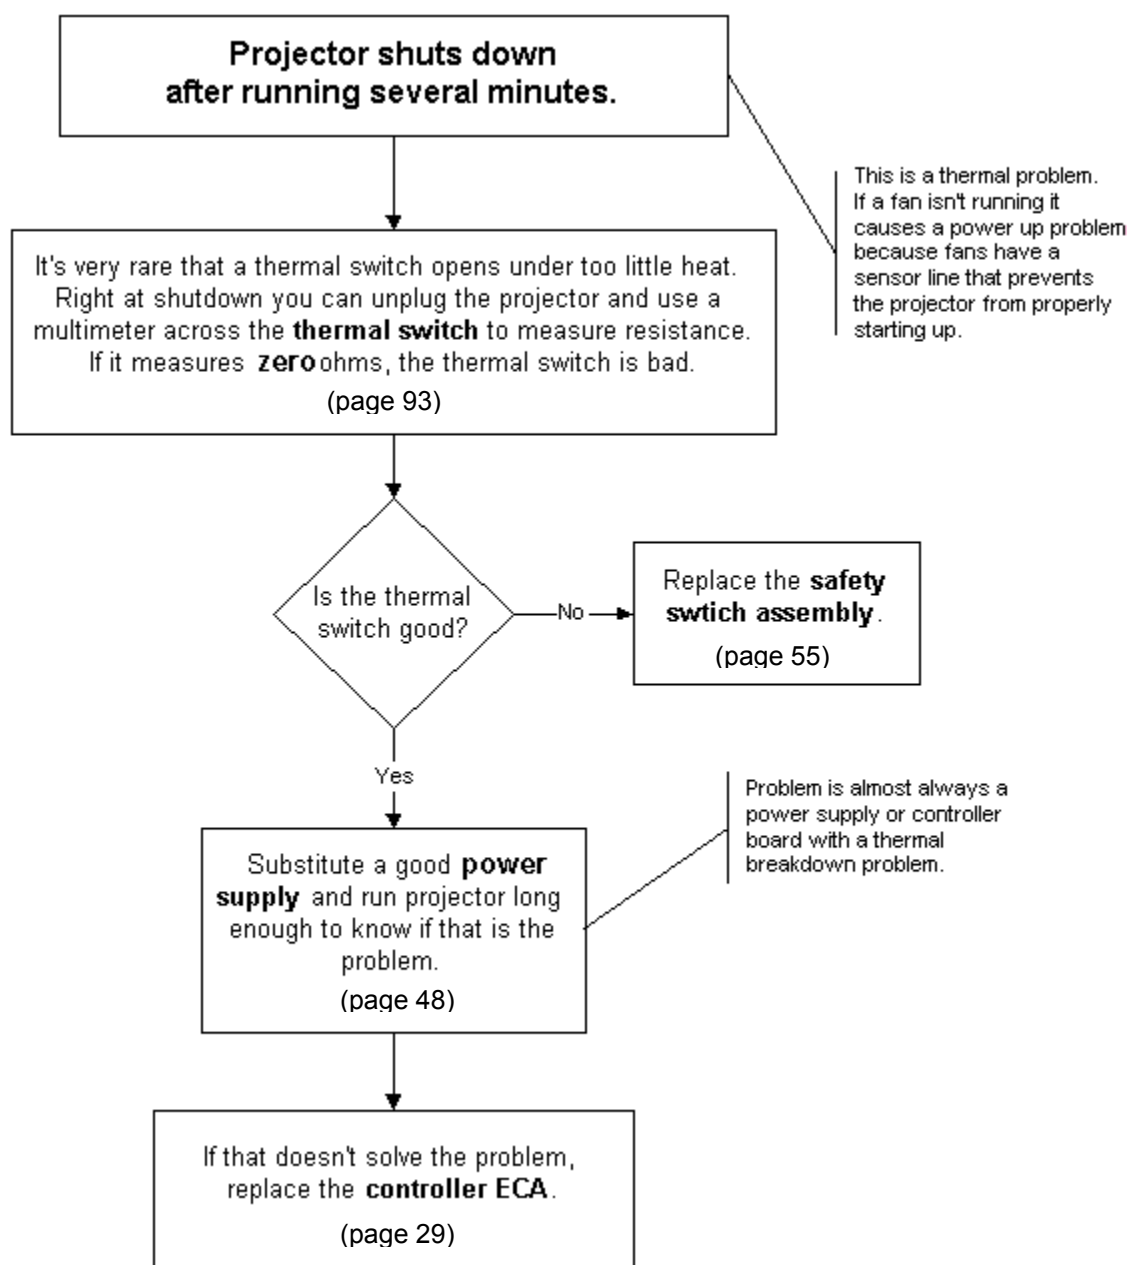 Projector shuts down
after running several minutes.
This is a thermal problem.
If a fan isn't running it
causes a power up problem
because fans have a
sensor line that prevents
the projector from properly
starting up.
It's very rare that a thermal switch opens under too little heat.
Right at shutdown you can unplug the projector and use a
multimeter across the thermal switch to measure resistance.
If it measures zero ohms, the thermal switch is bad.
(page 93)
Is the thermal
switch good?
No
Replace the safety
swtich assembly.
(page 55)
Yes
Problem is almost always a
power supply or controller
board with a thermal
breakdown problem.
Substitute a good power
supply and run projector long
enough to know if that is the
problem.
(page 48)
If that doesn't solve the problem,
replace the controller ECA.
(page 29)